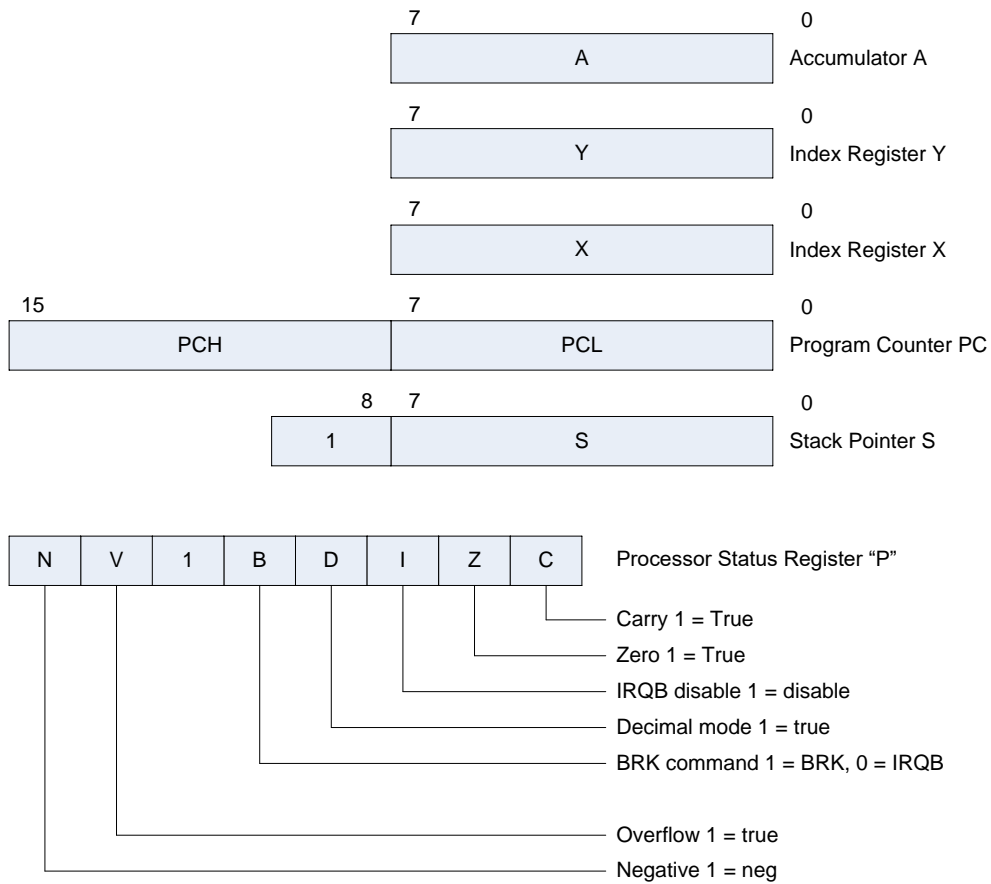 7 0
A Accumulator A
7 0
Y Index Register Y
7 0
X Index Register X
15 7 0
PCH PCL Program Counter PC
8 7 0
1 S Stack Pointer S
N V 1 B D I Z C Processor Status Register “P”
Carry 1 = True
Zero 1 = True
IRQB disable 1 = disable
Decimal mode 1 = true
BRK command 1 = BRK, 0 = IRQB
Overflow 1 = true
Negative 1 = neg